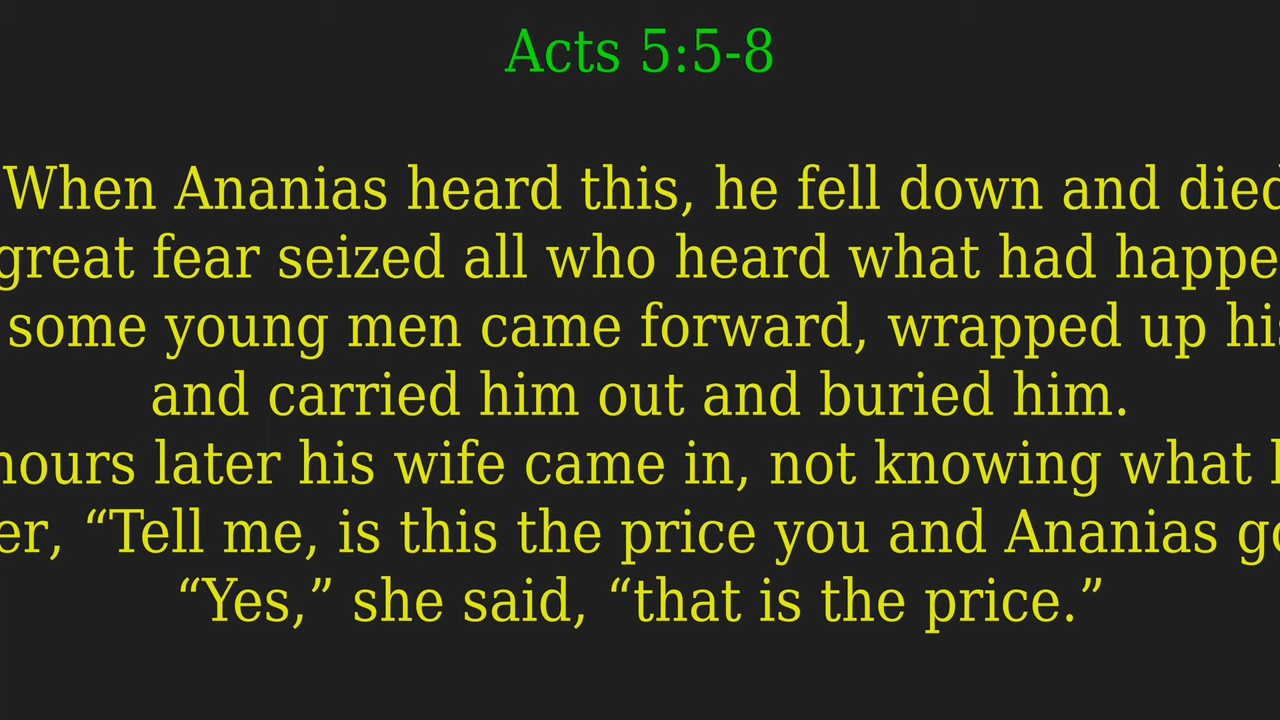 Acts 5:5-8
When Ananias heard this, he fell down and died
great fear seized all who heard what had happe
some young men came forward, wrapped up his
and carried him out and buried him.
hours later his wife came in, not knowing what
er, “Tell me, is this the price you and Ananias go
“Yes,” she said, “that is the price.”